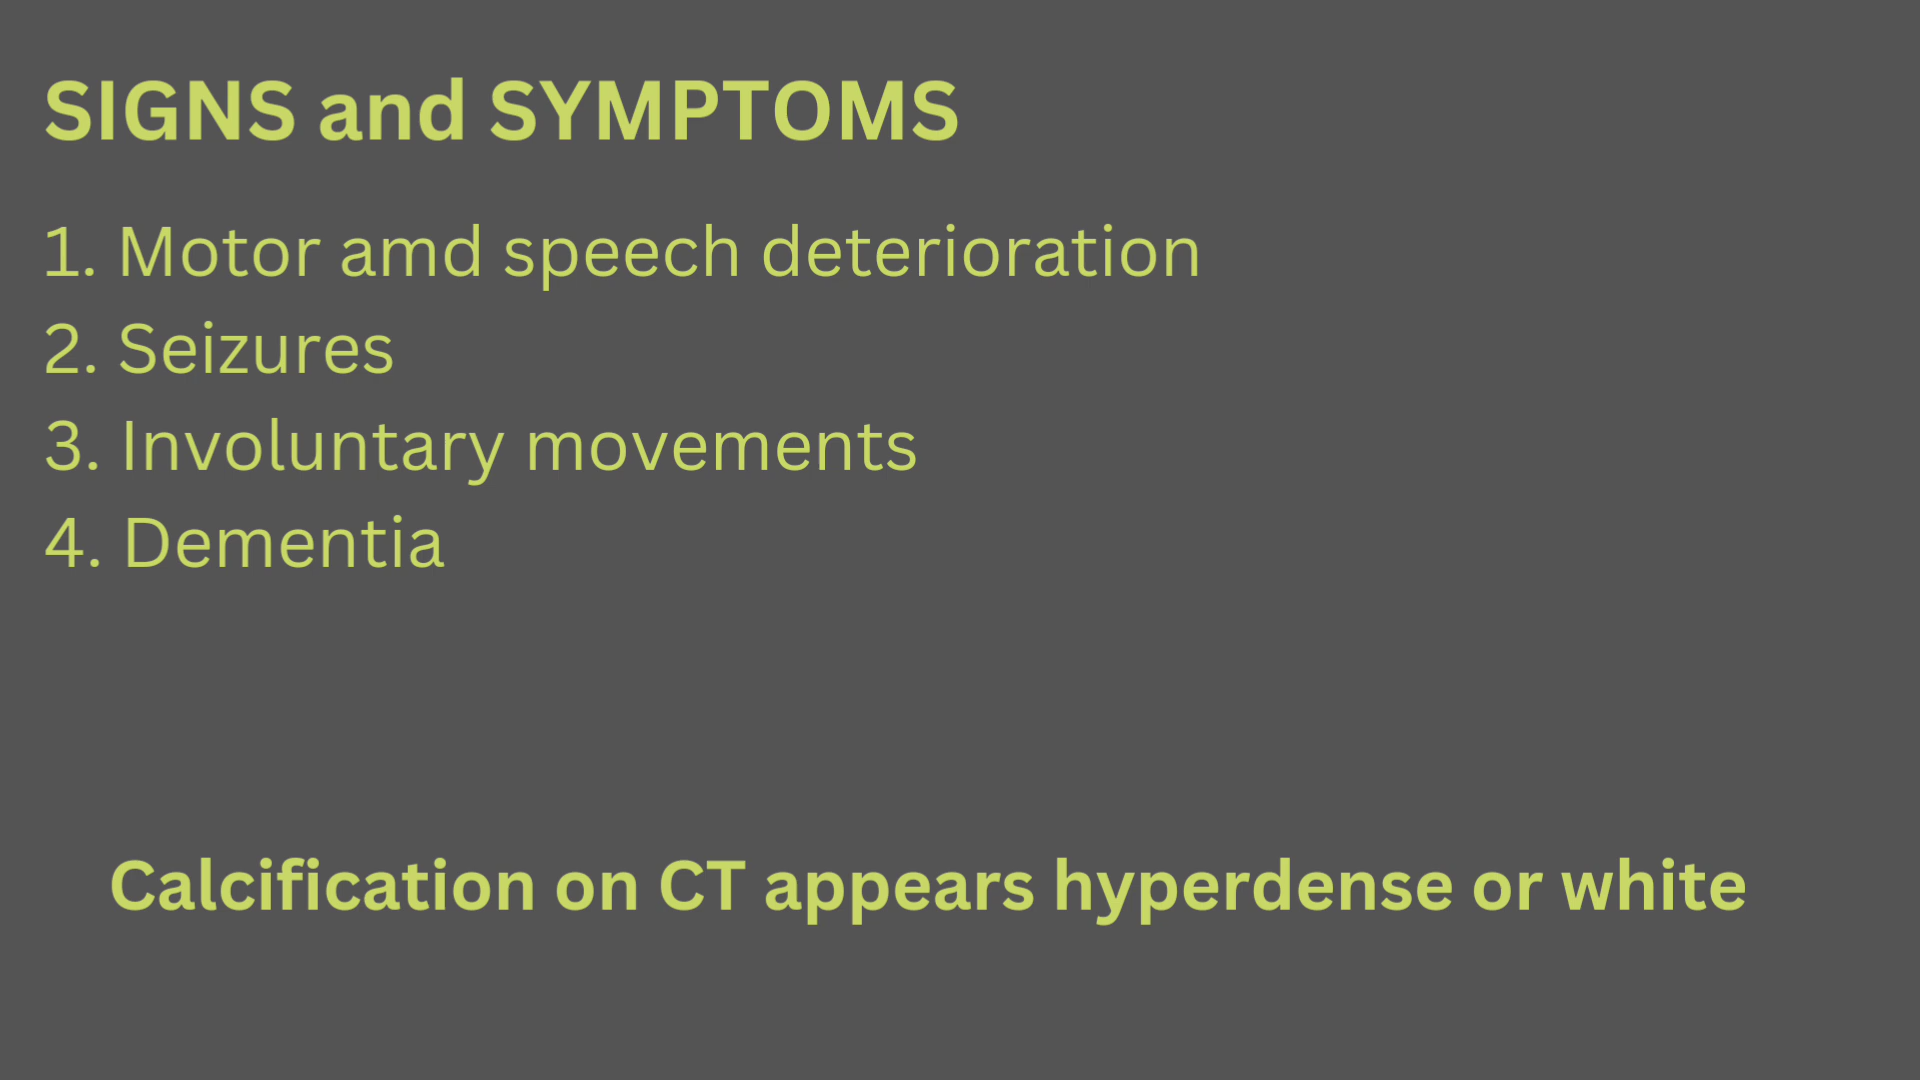 SIGNS and SYMPTOMS
1. Motor amd speech deterioration
2. Seizures
3. Involuntary movements
4. Dementia
Calcification on CT appears hyperdense or white